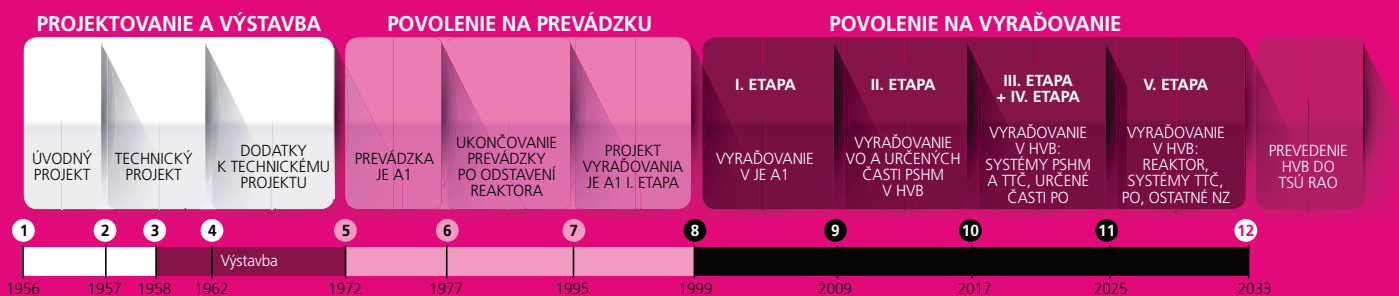 PROJEKTOVANIE A VÝSTAVBA
POVOLENIE NA PREVÁDZKU
POVOLENIE NA VYRAĎOVANIE
ÚVODNÝ
PROJEKT
TECHNICKÝ
PROJEKT
DODATKY
K TECHNICKÉMU
PROJEKTU
PREVÁDZKA
JE A1
UKONČOVANIE
PREVÁDZKY
PO ODSTAVENÍ
REAKTORA
PROJEKT
VYRAĎOVANIA
JE A1 I. ETAPA
I. ETAPA
VYRAĎOVANIE
V JE A1
II. ETAPA
VYRAĎOVANIE
VO A URČENÝCH
ČASTI PSHM
V HVB
III. ETAPA
+ IV. ETAPA
VYRAĎOVANIE
V HVB:
SYSTÉMY PSHM
A TTČ, URČENÉ
ČASTI PO
V. ETAPA
VYRAĎOVANIE
V HVB:
REAKTOR,
SYSTÉMY TTČ,
PO, OSTATNÉ NZ
PREVEDENIE
HVB DO
TSÚ RAO
1 2 3 4 5 6 7 8 9 10 11 12
Výstavba
1956 1957 1958 1962 1972 1977 1995 1999 2009 2017 2025 2033